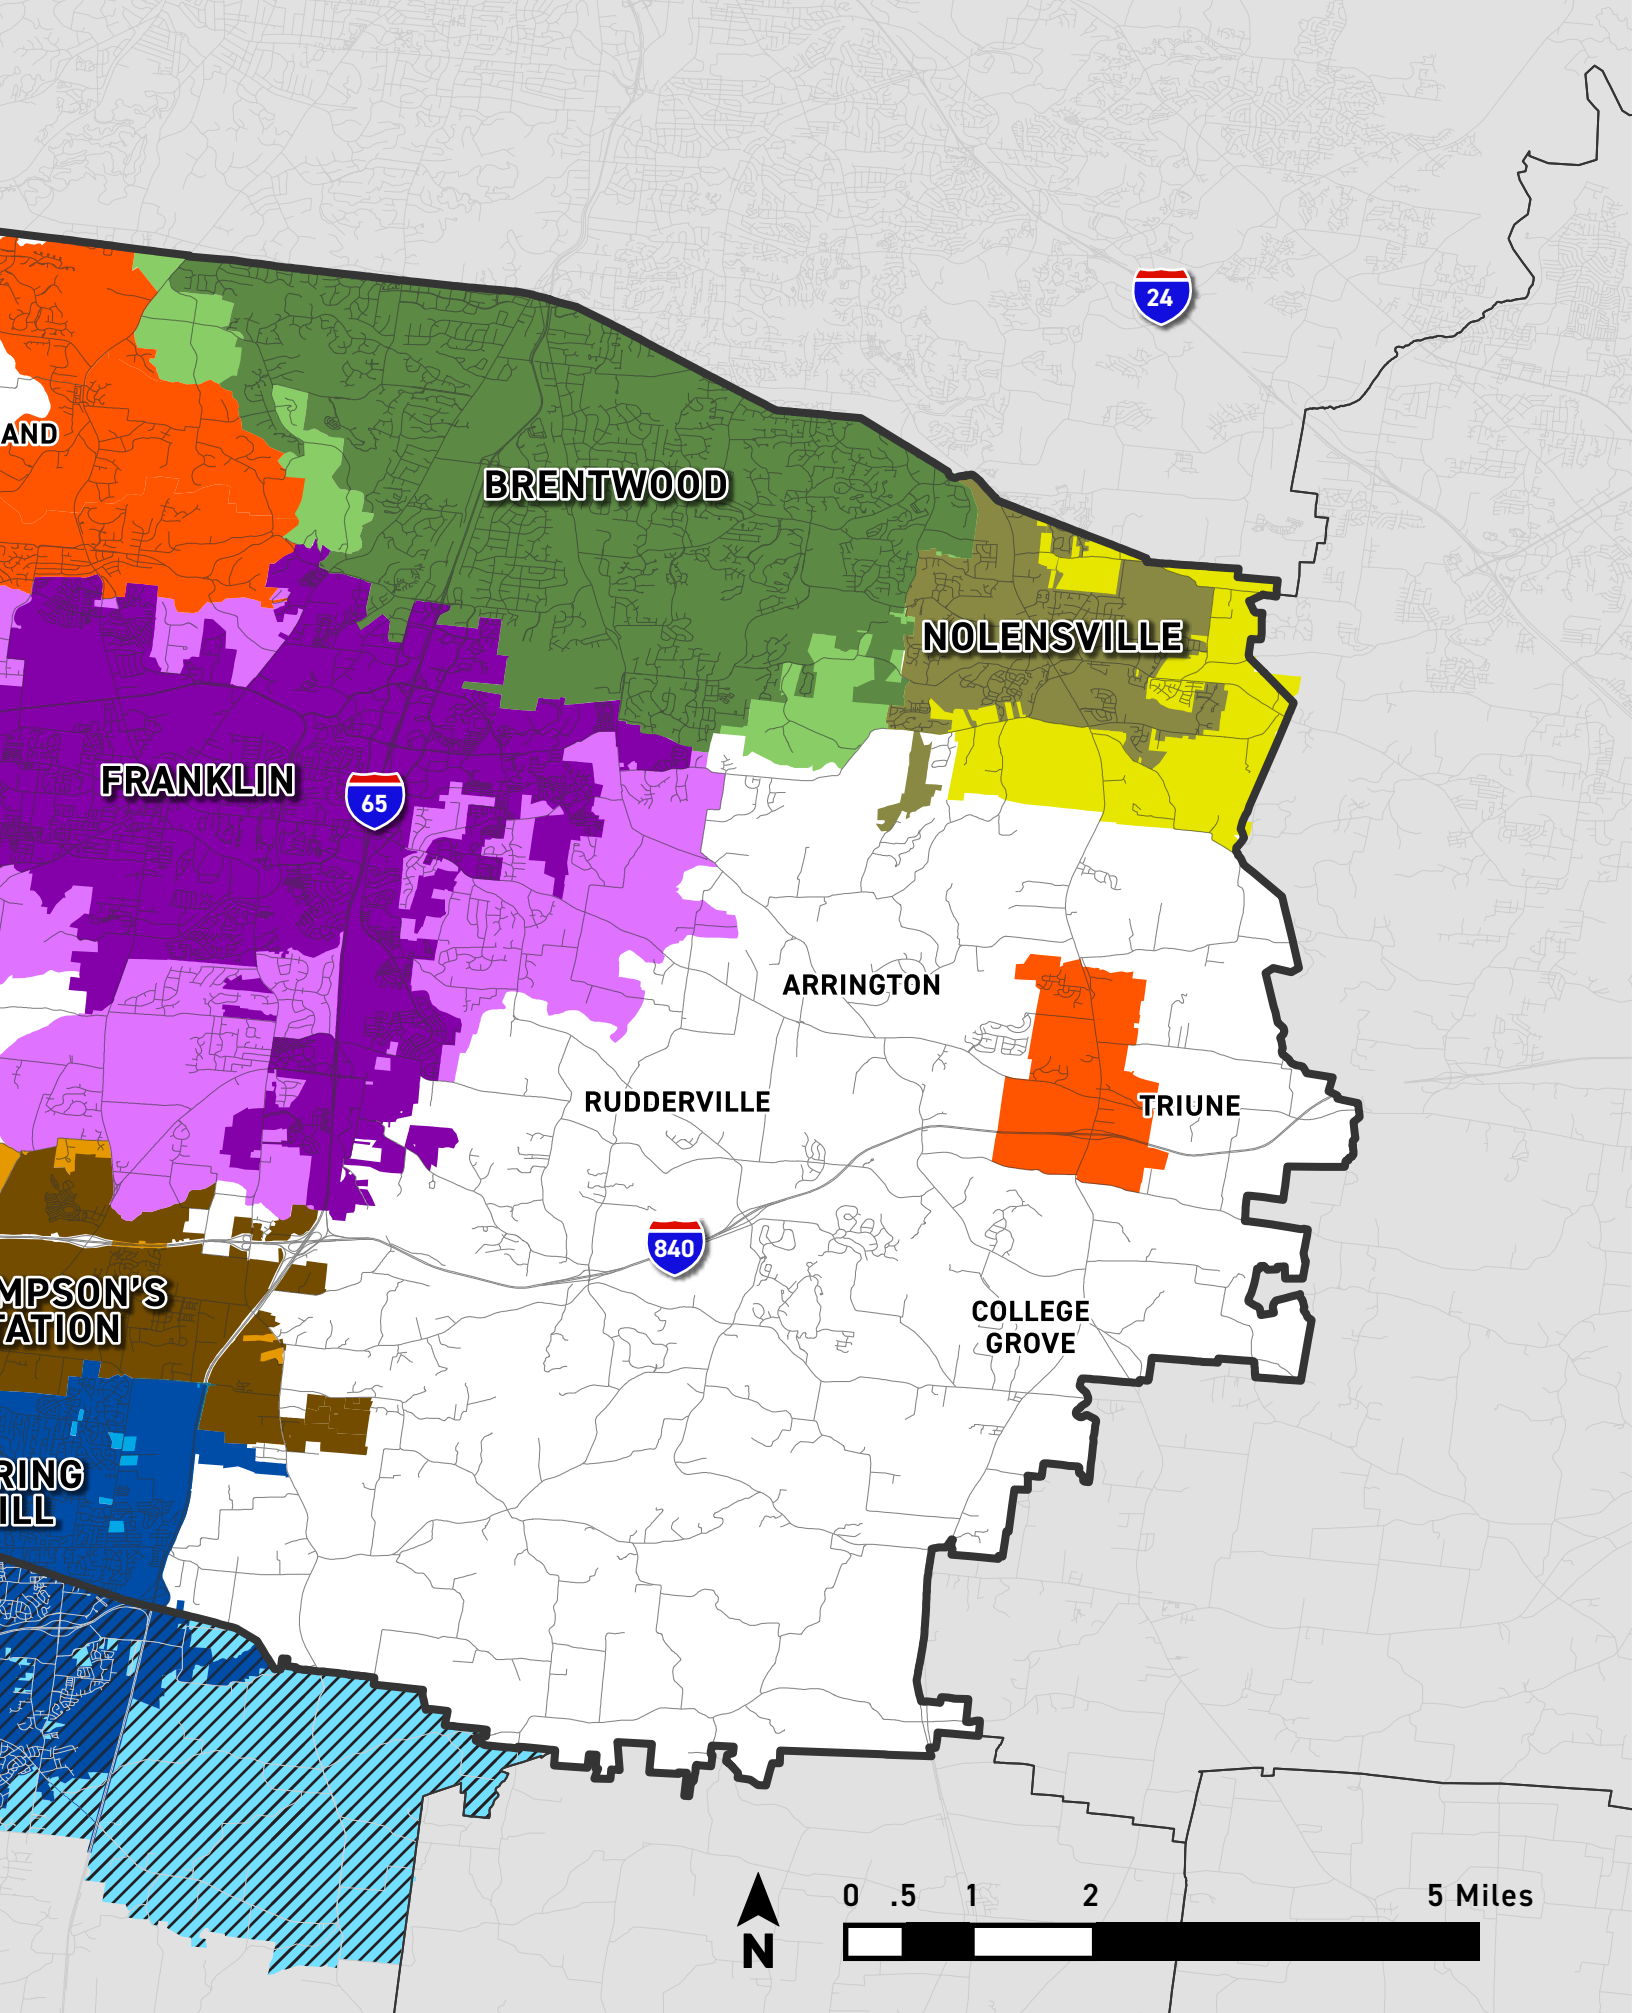 24
AND
BRENTWOOD
NOLENSVILLE
FRANKLIN
65
ARRINGTON
RUDDERVILLE
TRIUNE
840
MPSON'S
TATION
COLLEGE
GROVE
RING
ILL
0 .5 1 2 5 Miles
N